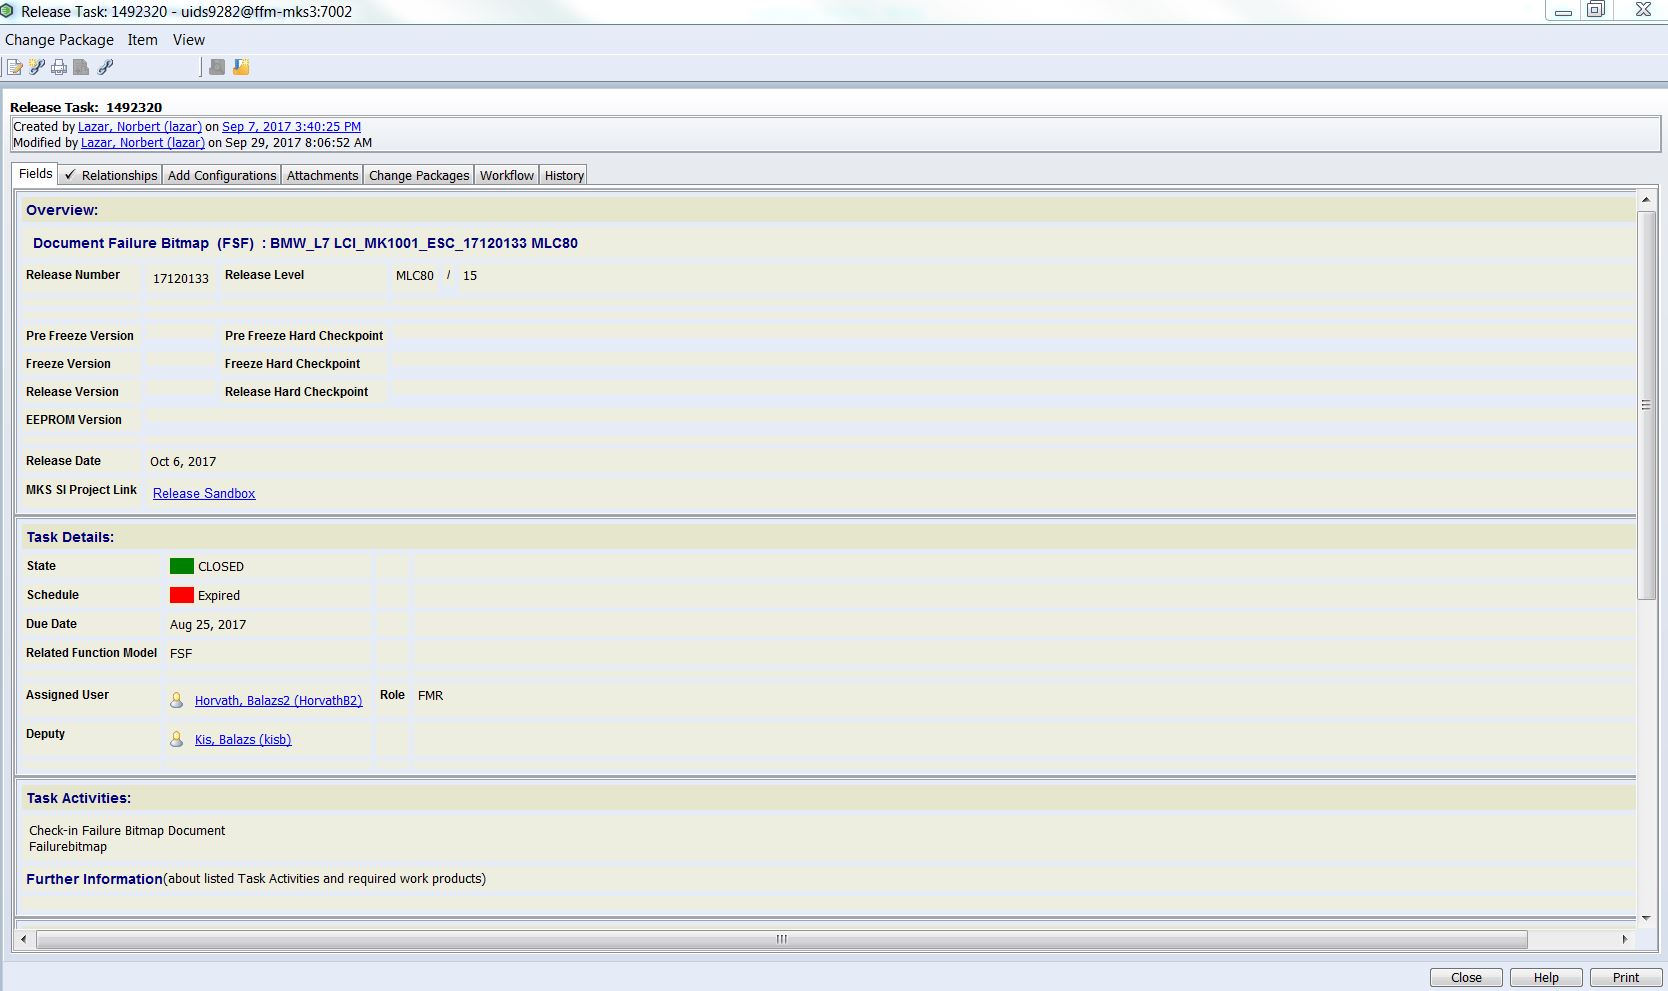 Release Task: 1492320 - uids9282@ffm-mks3:7002
Change Package Item View
Release Task: 1492320
Created by Lazar, Norbert (lazar) on Sep 7, 2017 3:40:25 PM
Modified by Lazar, Norbert (lazar) on Sep 29, 2017 8:06:52 AM
Fields ✓ Relationships Add Configurations Attachments Change Packages Workflow History
Overview:
Document Failure Bitmap (FSF) : BMW_L7 LCI_MK1001_ESC_17120133 MLC80
Release Number 17120133 Release Level MLC80 / 15
Pre Freeze Version Pre Freeze Hard Checkpoint
Freeze Version Freeze Hard Checkpoint
Release Version Release Hard Checkpoint
EEPROM Version
Release Date Oct 6, 2017
MKS SI Project Link Release Sandbox
Task Details:
State CLOSED
Schedule Expired
Due Date Aug 25, 2017
Related Function Model FSF
Assigned User Horvath, Balazs2 (HorvathB2) Role FMR
Deputy Kis, Balazs (kisb)
Task Activities:
Check-in Failure Bitmap Document
Failurebitmap
Further Information(about listed Task Activities and required work products)
Close Help Print